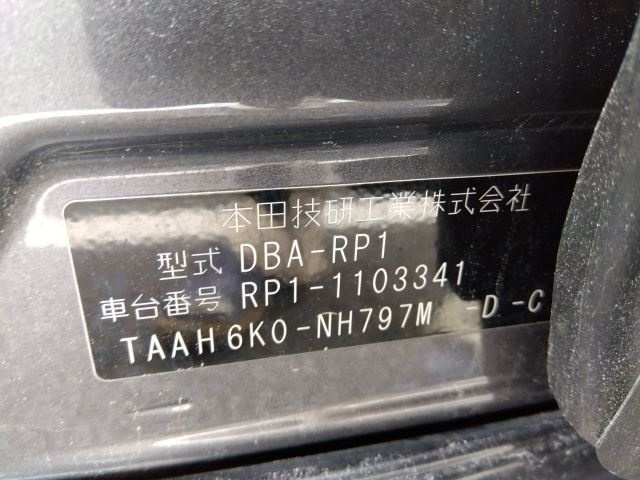 本田技研工業株式会社
型式 DBA-RP1
車台番号 RP1-1103341
TAAH6K0-NH797M -D-C